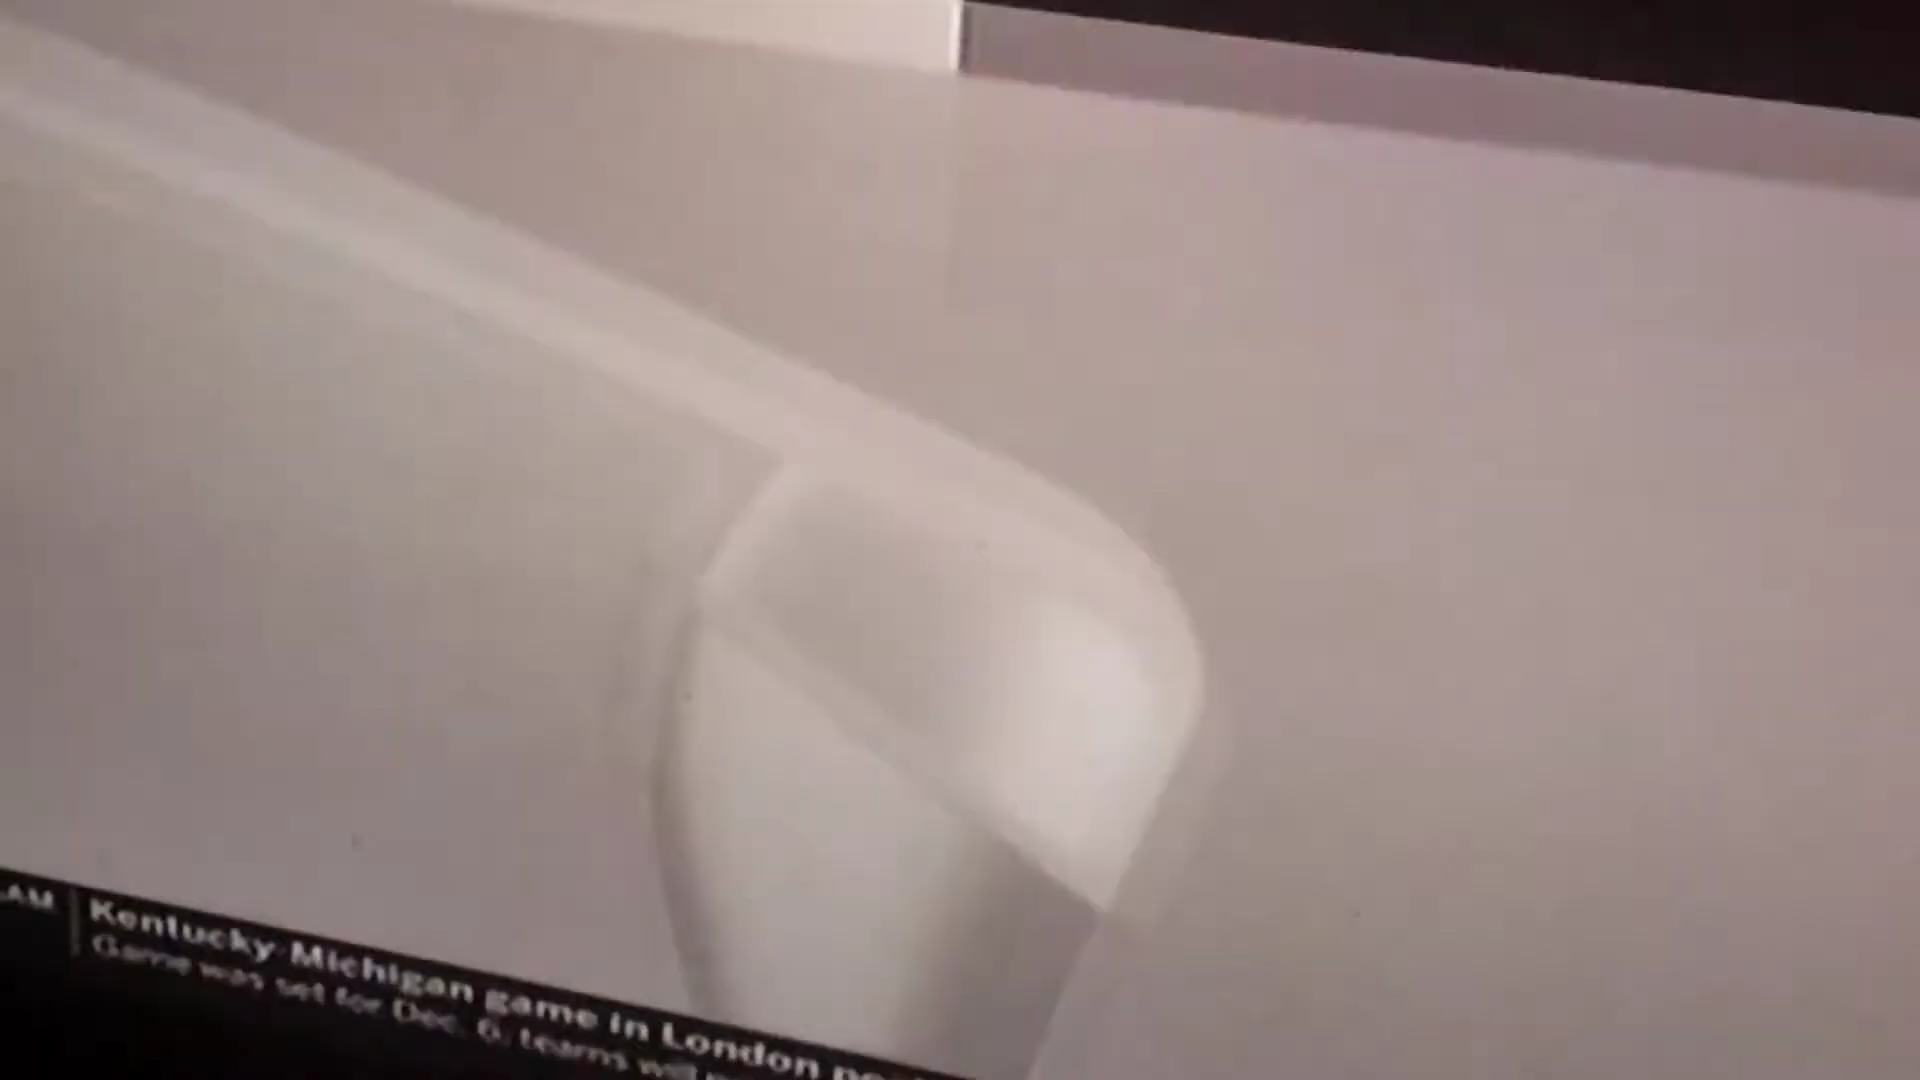 AM
Kentucky-Michigan game in London
Game was set for Dec. 6, teams will